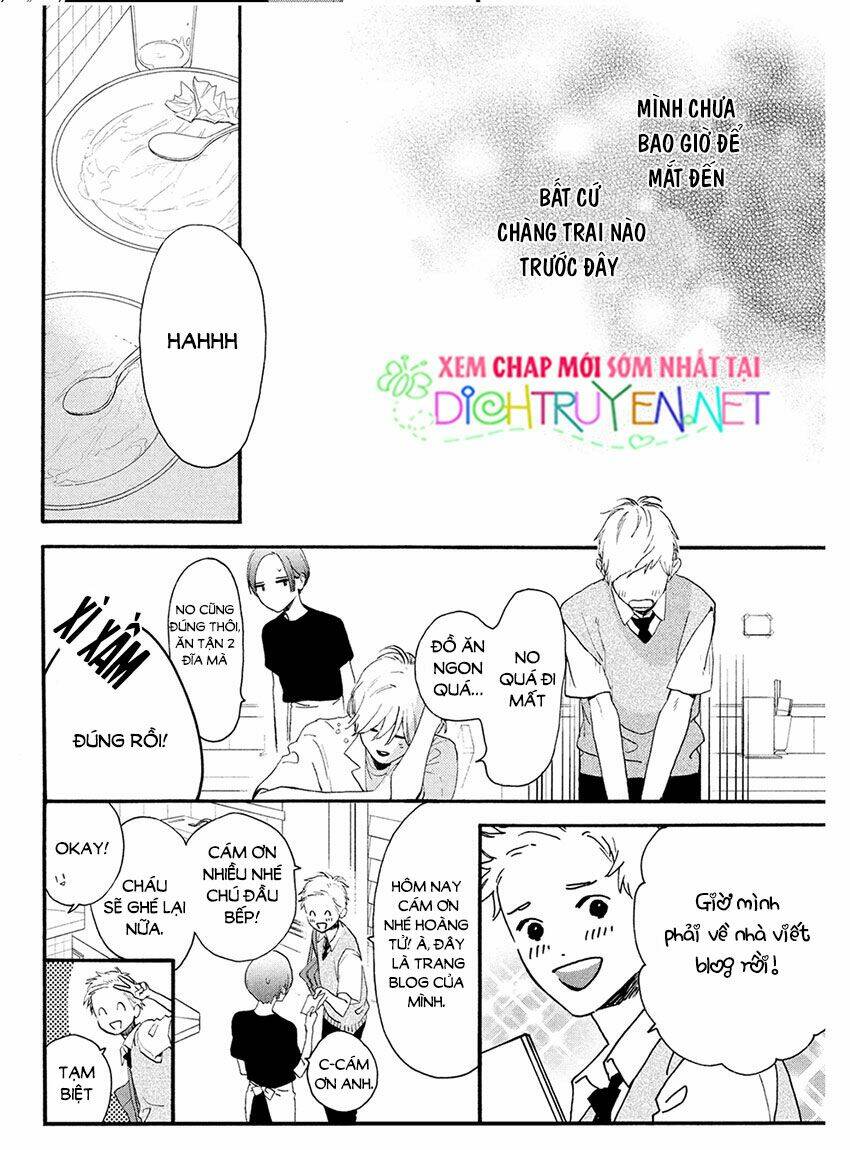 MÌNH CHƯA
BAO GIỜ ĐỂ
MẮT ĐẾN
BẤT CỨ
CHÀNG TRAI NÀO
TRƯỚC ĐÂY
HAHHH
XEM CHAP MỚI SỚM NHẤT TẠI
DICHTRUYEN.NET
NO
QUÁ ĐI
MẤT
ĐỒ ĂN
NGON
QUÁ...
NO CŨNG
ĐÚNG THÔI,
ĂN TẬN 2
ĐĨA MÀ
XÌ XẦM
ĐÚNG RỒI!
Giờ mình
phải về nhà viết
blog rồi!
HÔM NAY
CÁM ƠN
NHÉ HOÀNG
TỬ! À, ĐÂY
LÀ TRANG
BLOG CỦA
MÌNH.
C-CÁM
ƠN ANH.
CÁM ƠN
NHIỀU NHÉ
CHÚ ĐẦU
BẾP!
CHÁU
SẼ GHÉ LẠI
NỮA.
OKAY!
TẠM
BIỆT